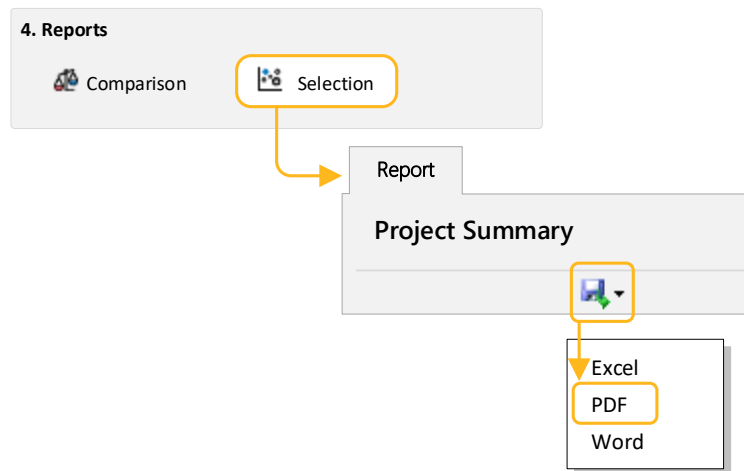 4. Reports
Comparison Selection
Report
Project Summary
Excel
PDF
Word